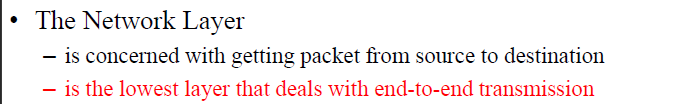 • The Network Layer
– is concerned with getting packet from source to destination
– is the lowest layer that deals with end-to-end transmission